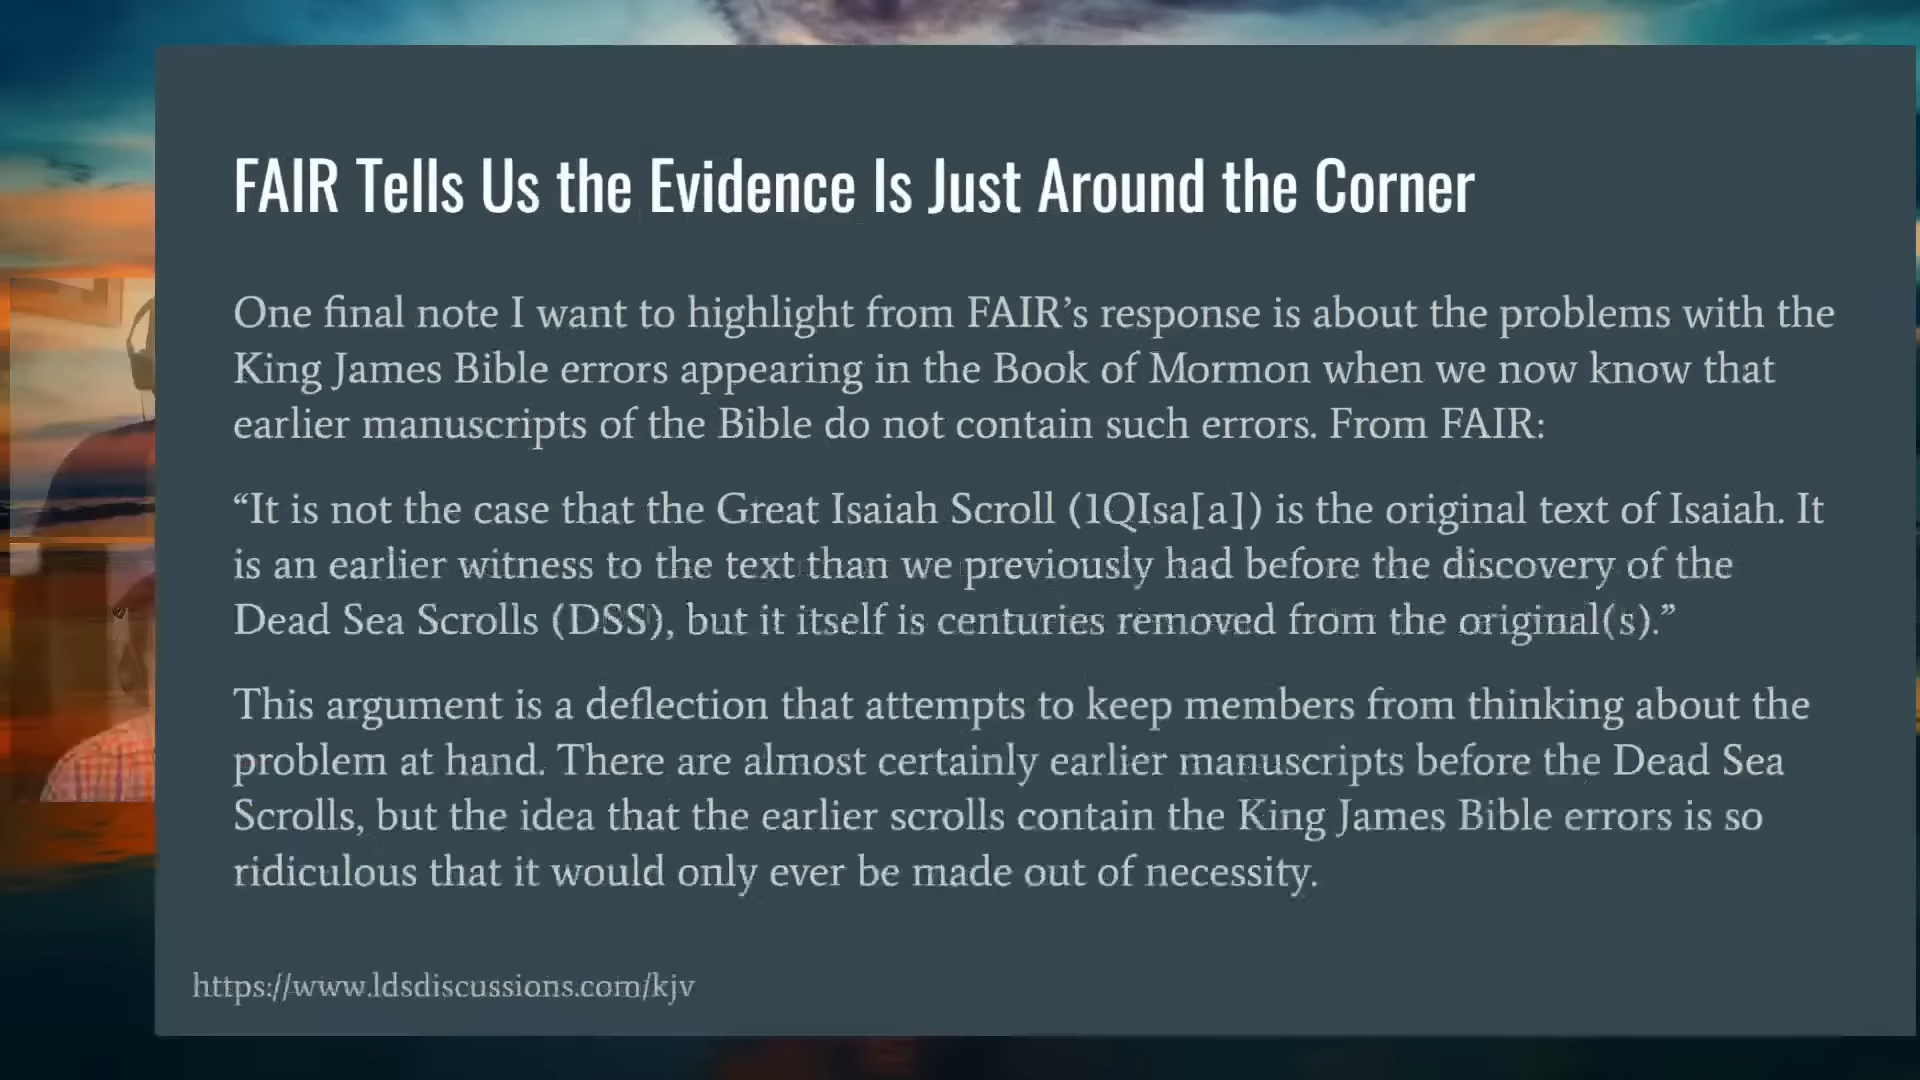 FAIR Tells Us the Evidence Is Just Around the Corner
One final note I want to highlight from FAIR’s response is about the problems with the
King James Bible errors appearing in the Book of Mormon when we now know that
earlier manuscripts of the Bible do not contain such errors. From FAIR:
“It is not the case that the Great Isaiah Scroll (1QIsa[a]) is the original text of Isaiah. It
is an earlier witness to the text than we previously had before the discovery of the
Dead Sea Scrolls (DSS), but it itself is centuries removed from the original(s).”
This argument is a deflection that attempts to keep members from thinking about the
problem at hand. There are almost certainly earlier manuscripts before the Dead Sea
Scrolls, but the idea that the earlier scrolls contain the King James Bible errors is so
ridiculous that it would only ever be made out of necessity.
https://www.ldsdiscussions.com/kjv